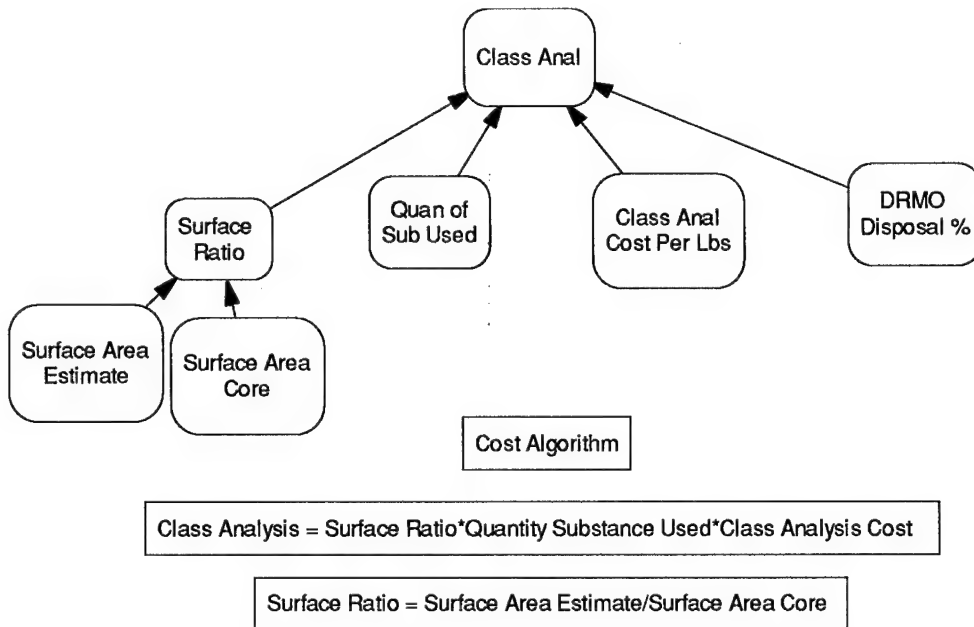 Class Anal
Surface
Ratio
Quan of
Sub Used
Class Anal
Cost Per Lbs
DRMO
Disposal %
Surface Area
Estimate
Surface Area
Core
Cost Algorithm
Class Analysis = Surface Ratio*Quantity Substance Used*Class Analysis Cost
Surface Ratio = Surface Area Estimate/Surface Area Core